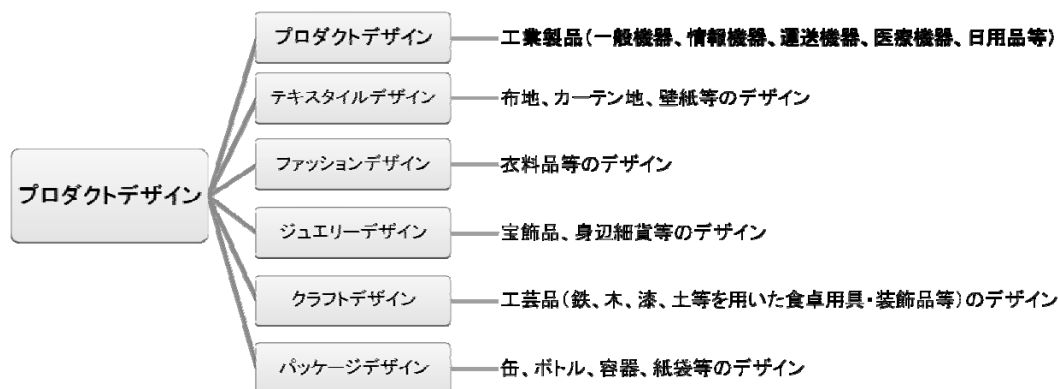 プロダクトデザイン
プロダクトデザイン
工業製品(一般機器、情報機器、運送機器、医療機器、日用品等)
テキスタイルデザイン
布地、カーテン地、壁紙等のデザイン
ファッションデザイン
衣料品等のデザイン
ジュエリーデザイン
宝飾品、身辺細貨等のデザイン
クラフトデザイン
工芸品(鉄、木、漆、土等を用いた食卓用具・装飾品等)のデザイン
パッケージデザイン
缶、ボトル、容器、紙袋等のデザイン